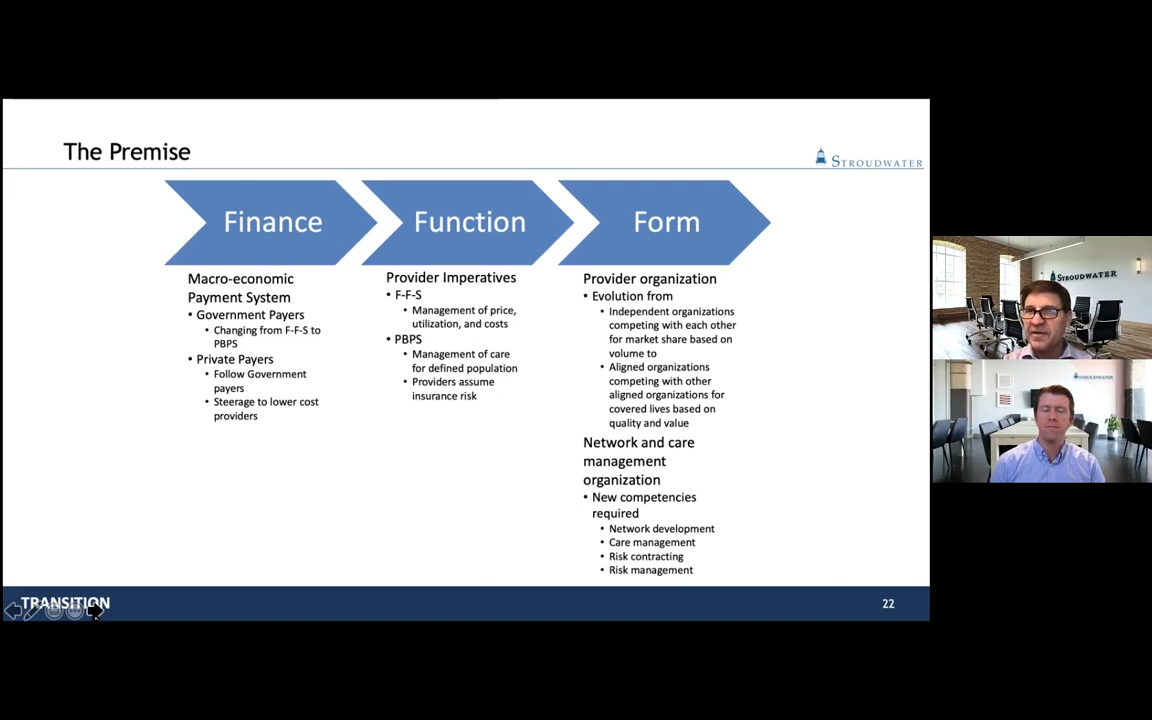 The Premise
STROUDWATER
Finance
Function
Form
Macro-economic
Payment System
• Government Payers
• Changing from F-F-S to
PBPS
• Private Payers
• Follow Government
payers
• Steerage to lower cost
providers
Provider Imperatives
• F-F-S
• Management of price,
utilization, and costs
• PBPS
• Management of care
for defined population
• Providers assume
insurance risk
Provider organization
• Evolution from
• Independent organizations
competing with each other
for market share based on
volume to
• Aligned organizations
competing with other
aligned organizations for
covered lives based on
quality and value
Network and care
management
organization
• New competencies
required
• Network development
• Care management
• Risk contracting
• Risk management
TRANSITION
22
STROUDWATER
STROUDWATER